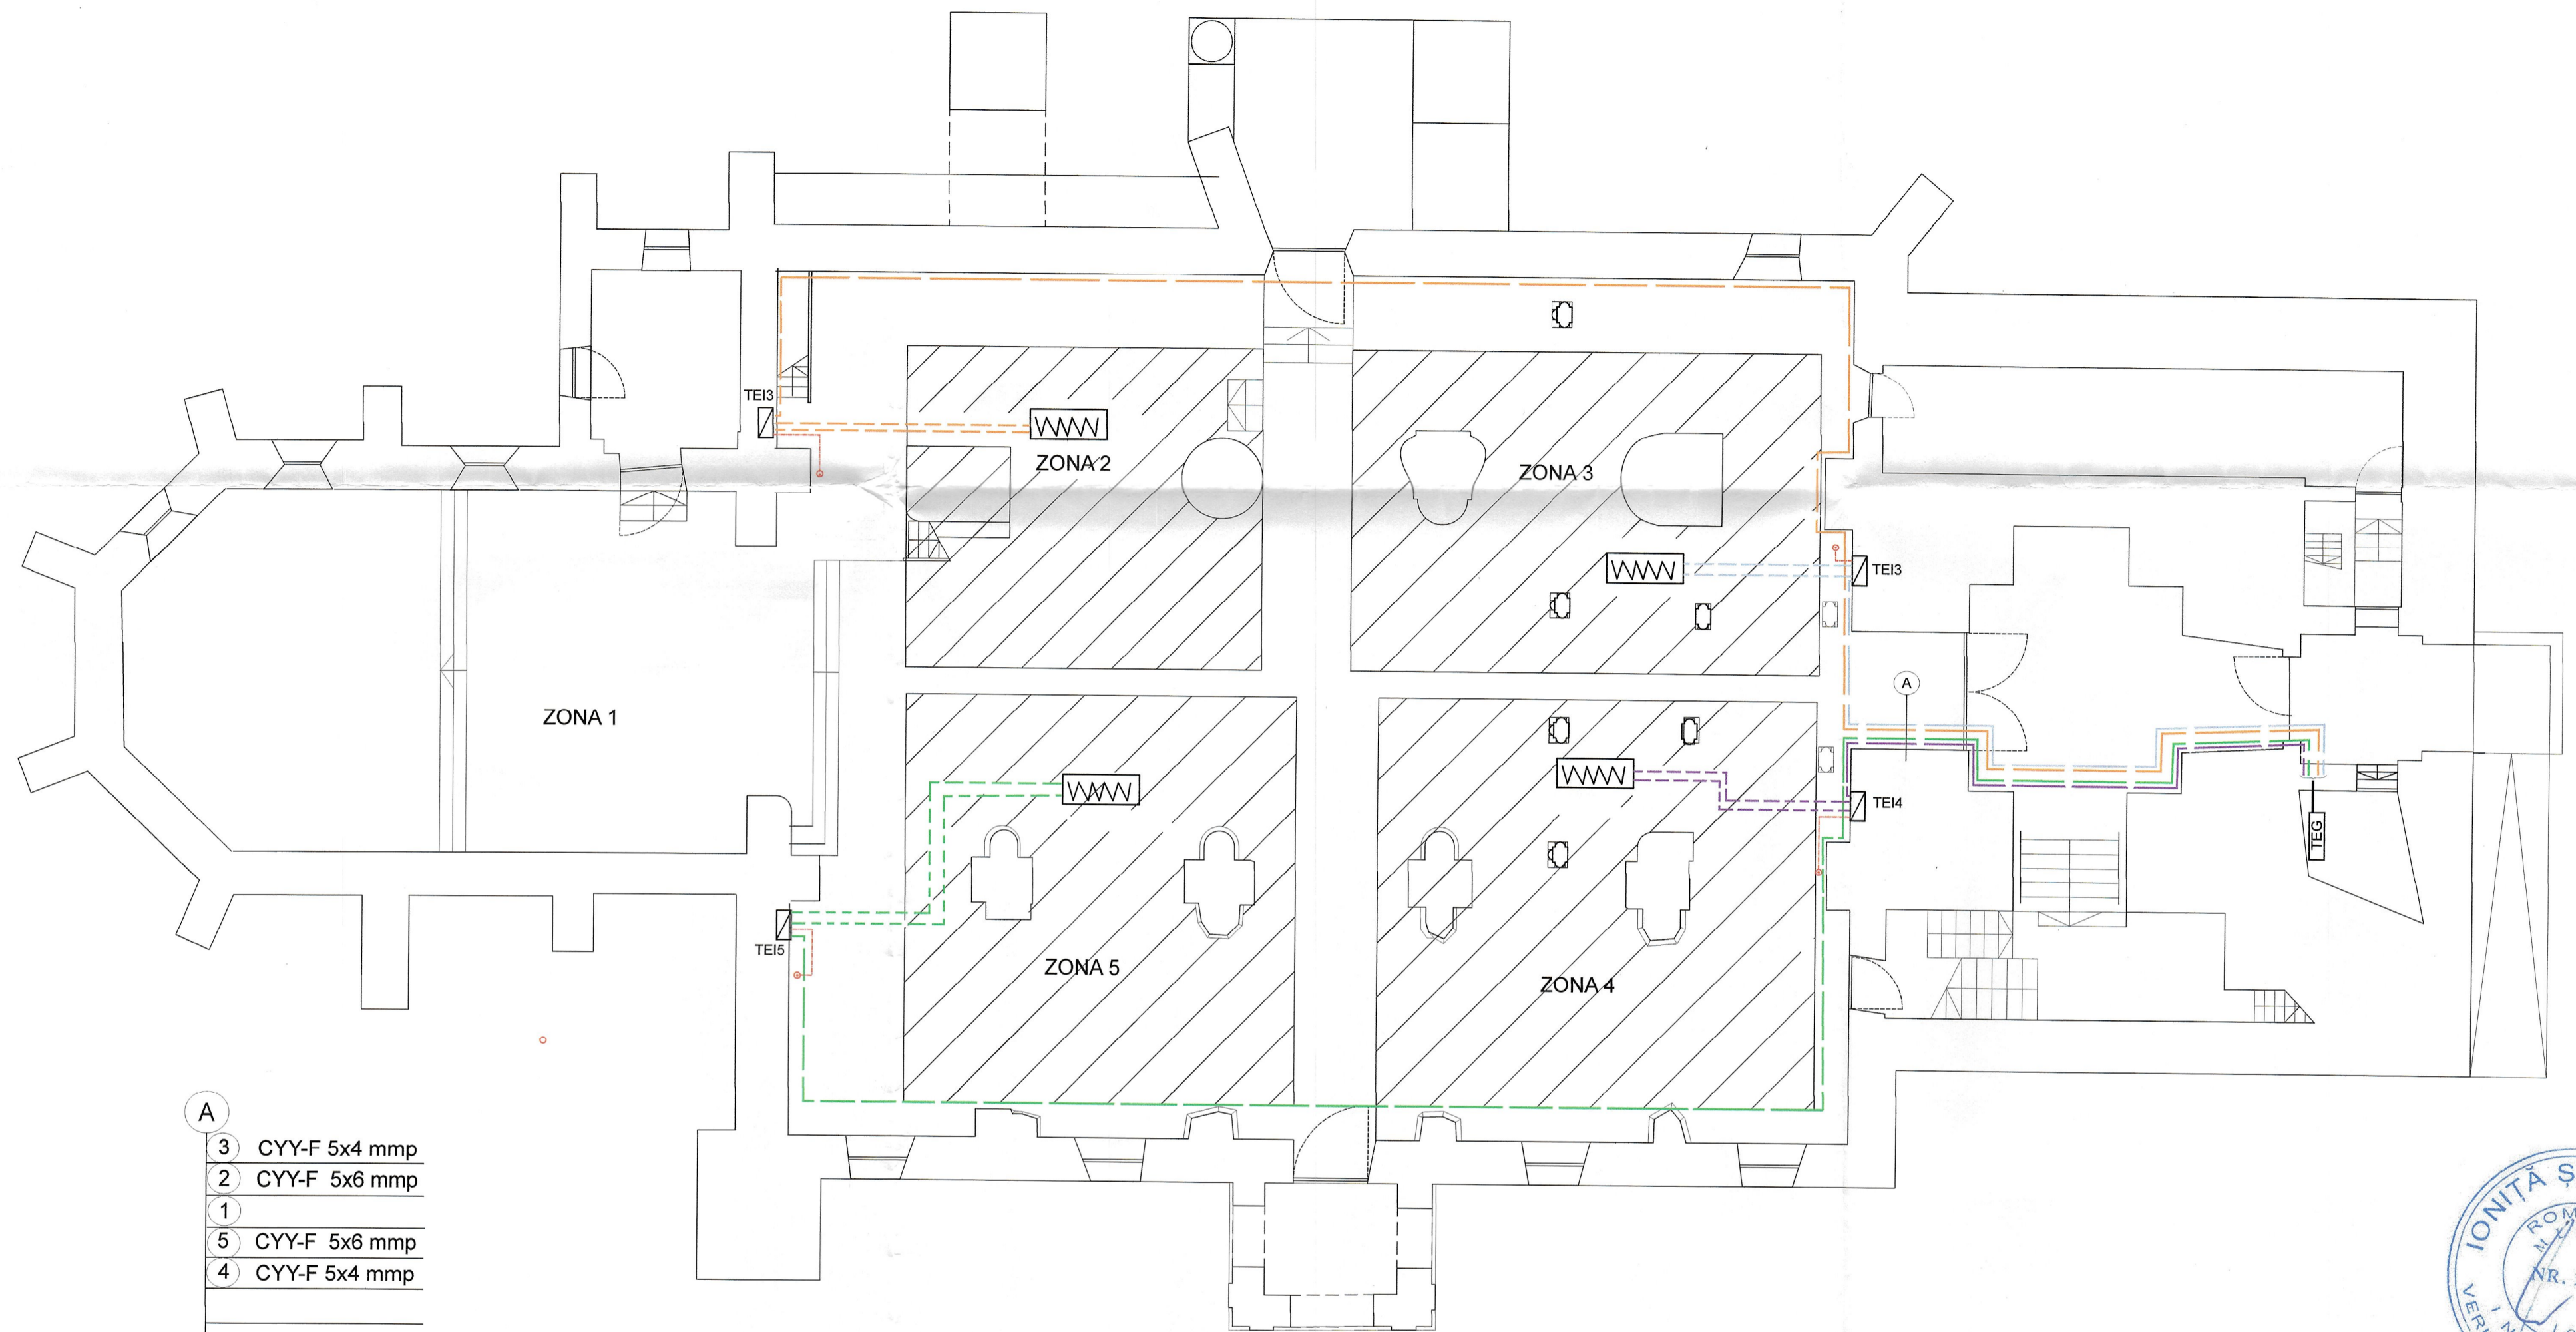 TEI3
ZONA 2
ZONA 3
TEI3
A
ZONA 1
TEI4
TEG
TEI5
ZONA 5
ZONA 4
A
3 CYY-F 5x4 mmp
2 CYY-F 5x6 mmp
1
5 CYY-F 5x6 mmp
4 CYY-F 5x4 mmp
IONIȚĂ
NR.